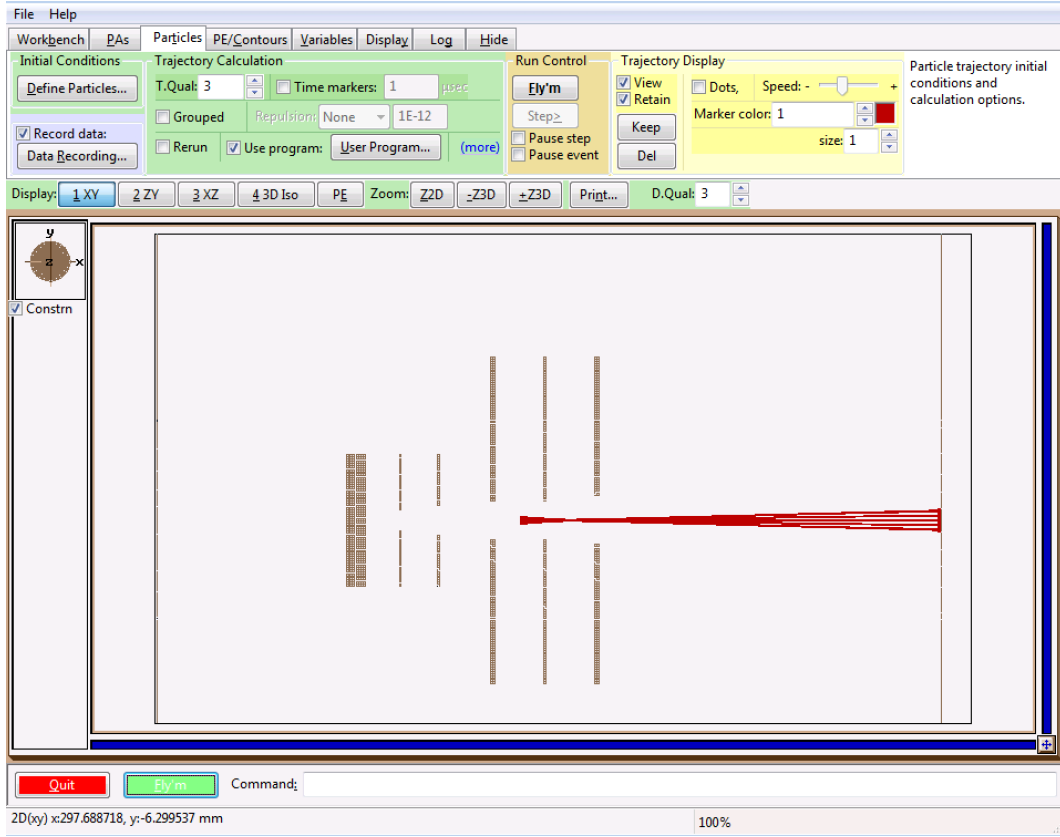 File Help
Workbench PAs Particles PE/Contours Variables Display Log Hide
Initial Conditions
Define Particles...
Record data:
Data Recording...
Trajectory Calculation
T.Qual: 3 Time markers: 1 µsec
Grouped Repulsion: None 1E-12
Rerun Use program: User Program... (more)
Run Control
Fly'm
Step>
Pause step
Pause event
Trajectory Display
View
Retain
Keep
Del
Dots, Speed: - +
Marker color: 1
size: 1
Particle trajectory initial
conditions and
calculation options.
Display: 1 XY 2 ZY 3 XZ 4 3D Iso PE Zoom: Z2D -Z3D +Z3D Print... D.Qual: 3
y
z x
Constrn
Quit Fly'm Command:
2D(xy) x:297.688718, y:-6.299537 mm 100%